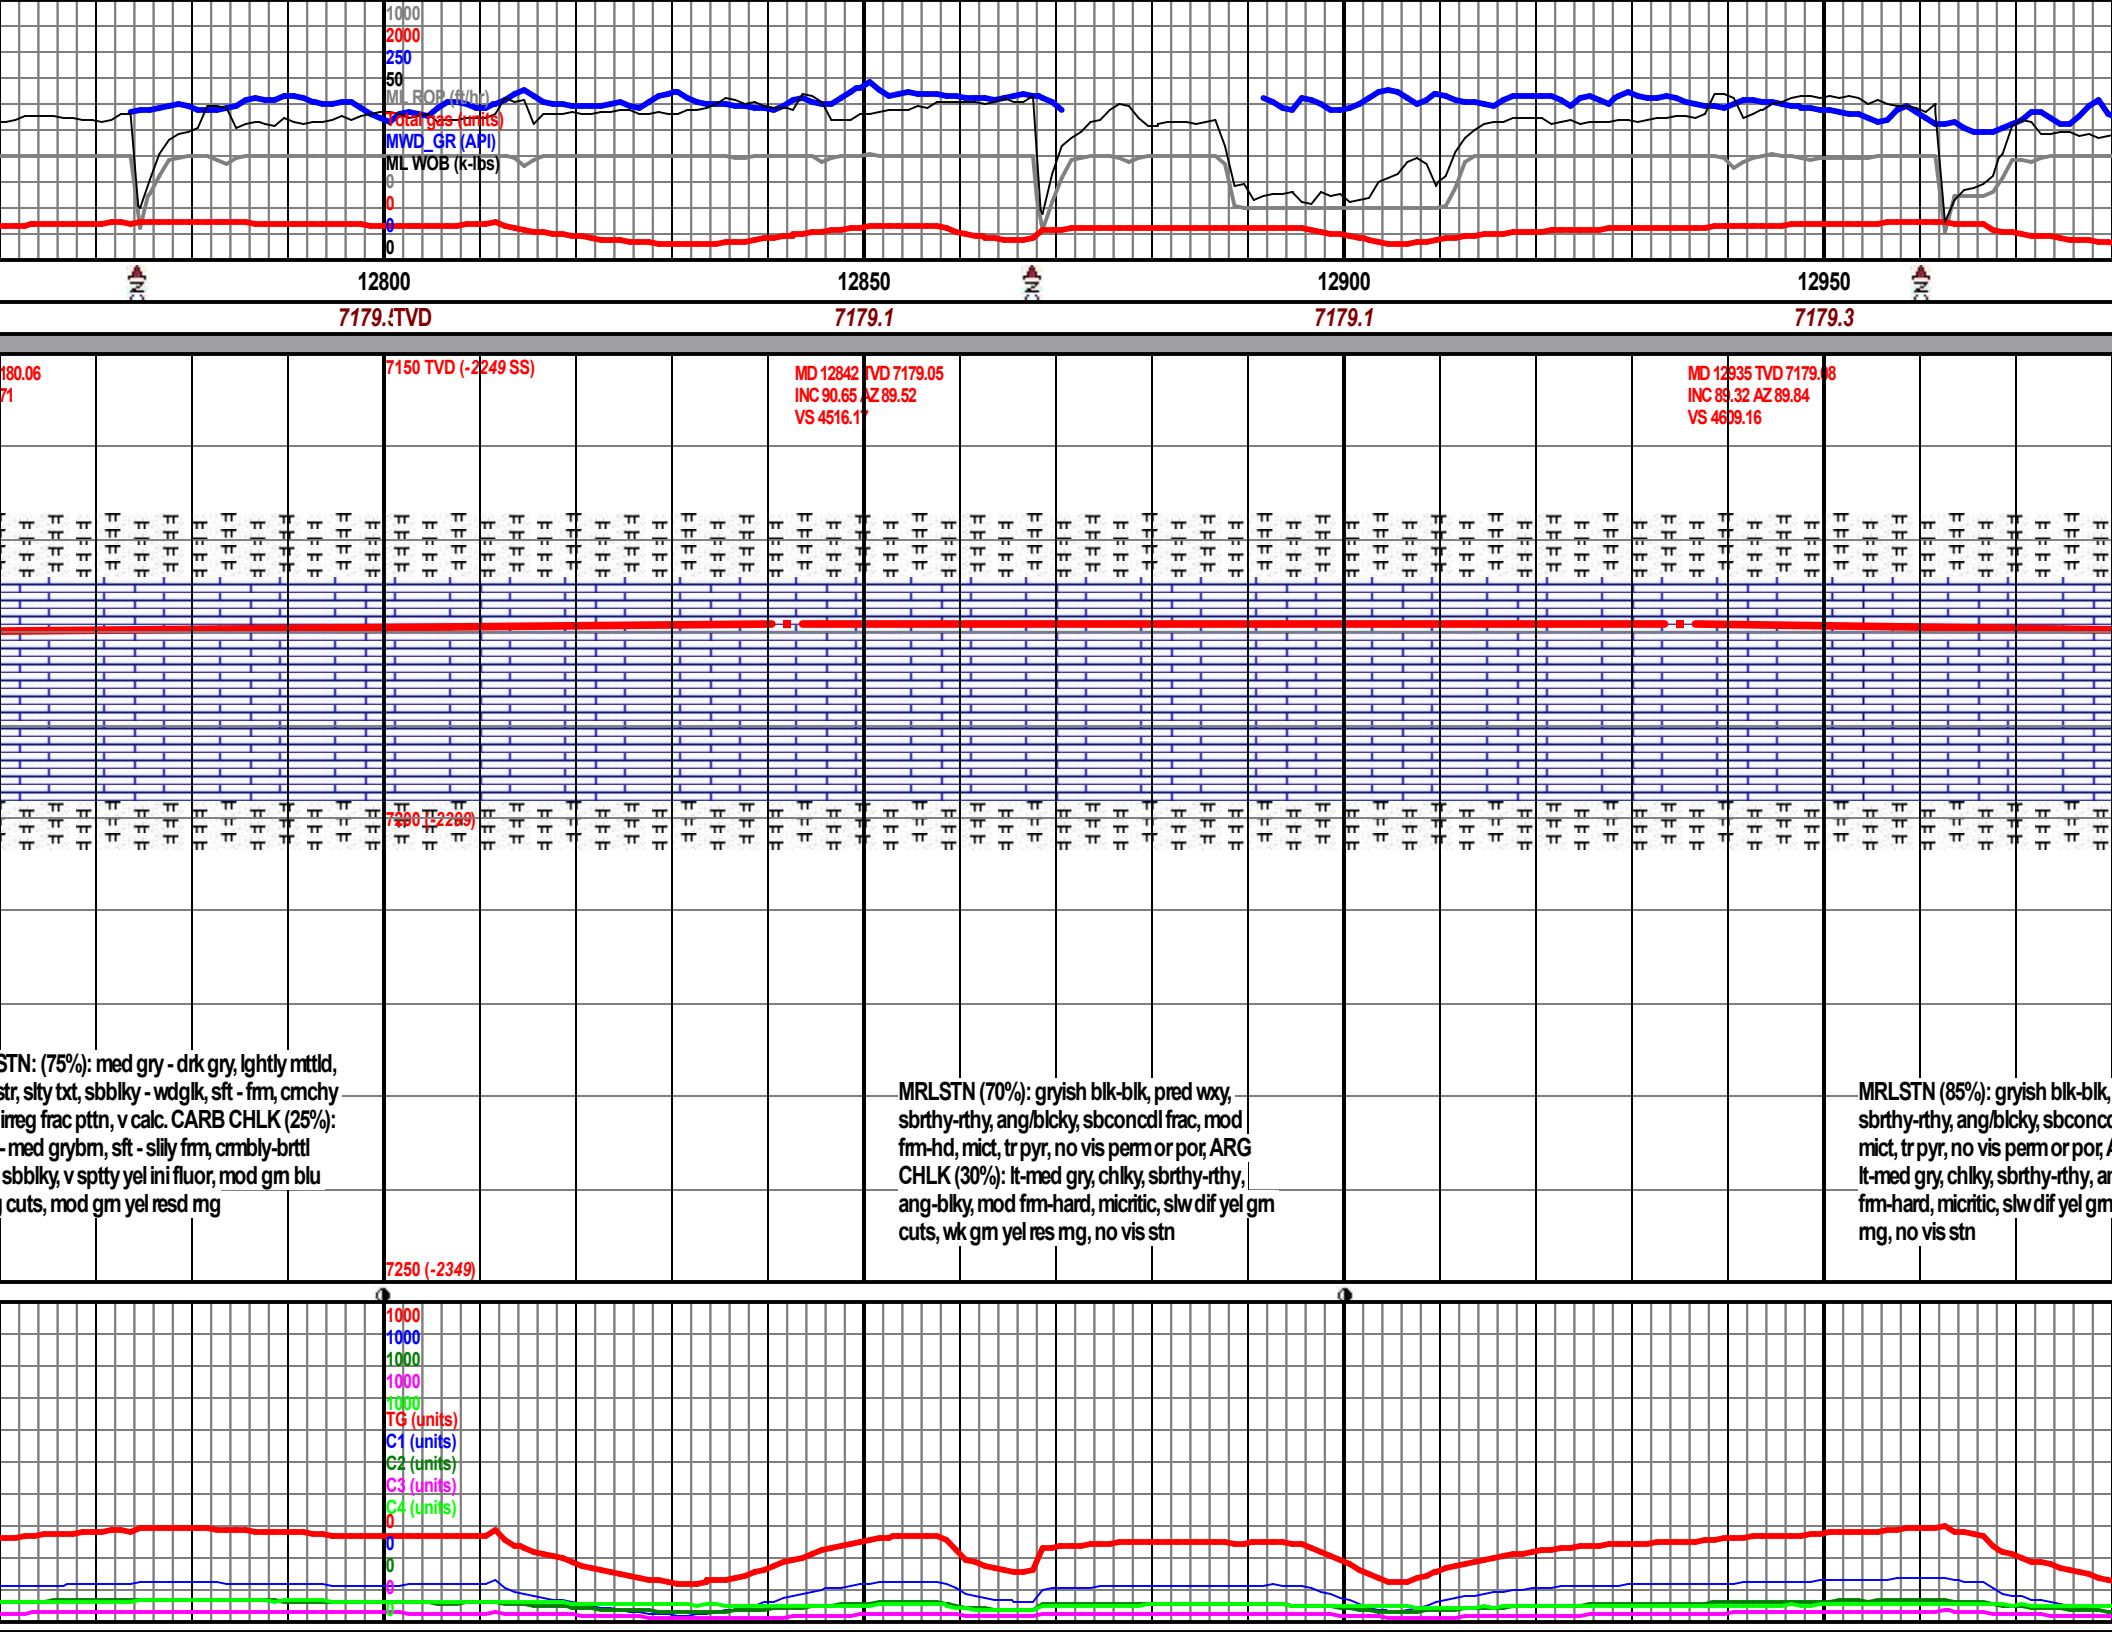 1000
2000
250
50
ML ROP (ft/hr)
Total gas (units)
MWD_GR (API)
ML WOB (k-lbs)
0
0
0
0
CN
12800
12850
CN
12900
12950
CN
TVD
7179.1
7179.1
7179.3
180.06
71
7150 TVD (-2249 SS)
MD 12842 TVD 7179.05
INC 90.65 AZ 89.52
VS 4516.17
MD 12935 TVD 7179.08
INC 89.32 AZ 89.84
VS 4609.16
7200 (-2299)
STN: (75%): med gry - drk gry, lghtly mttld,
str, slty txt, sbblky - wdglk, sft - frm, crnchy
irreg frac pttn, v calc. CARB CHLK (25%):
- med grybrn, sft - slily frm, crmbly-brttl
sbblky, v sptty yel ini fluor, mod grn blu
cuts, mod grn yel resd rng
MRLSTN (70%): gryish blk-blk, pred wxy,
sbrthy-rthy, ang/blcky, sbconcdl frac, mod
frm-hd, mict, tr pyr, no vis perm or por, ARG
CHLK (30%): lt-med gry, chlky, sbrthy-rthy,
ang-blky, mod frm-hard, micritic, slw dif yel grn
cuts, wk grn yel res rng, no vis stn
MRLSTN (85%): gryish blk-blk,
sbrthy-rthy, ang/blcky, sbconcd
mict, tr pyr, no vis perm or por, A
lt-med gry, chlky, sbrthy-rthy, an
frm-hard, micritic, slw dif yel grn
rng, no vis stn
7250 (-2349)
1000
1000
1000
1000
1000
TG (units)
C1 (units)
C2 (units)
C3 (units)
C4 (units)
0
0
0
0
0